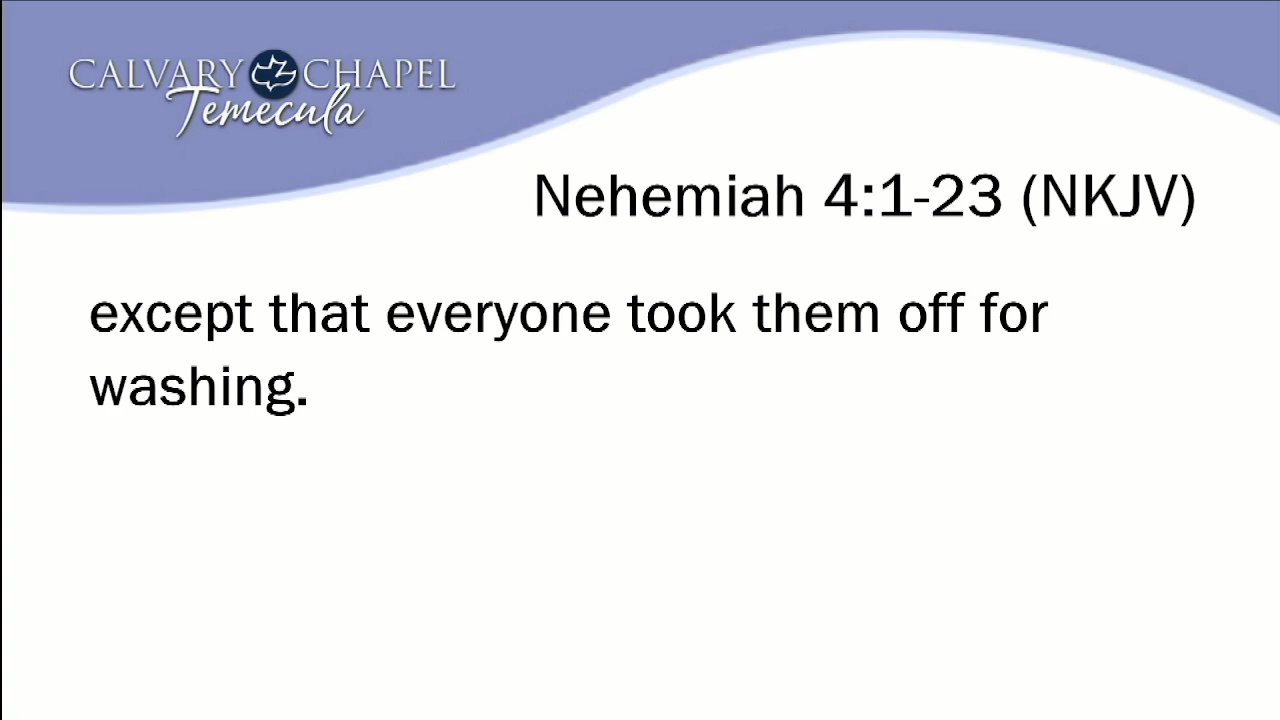 CALVARY CHAPEL
Temecula
Nehemiah 4:1-23 (NKJV)
except that everyone took them off for
washing.